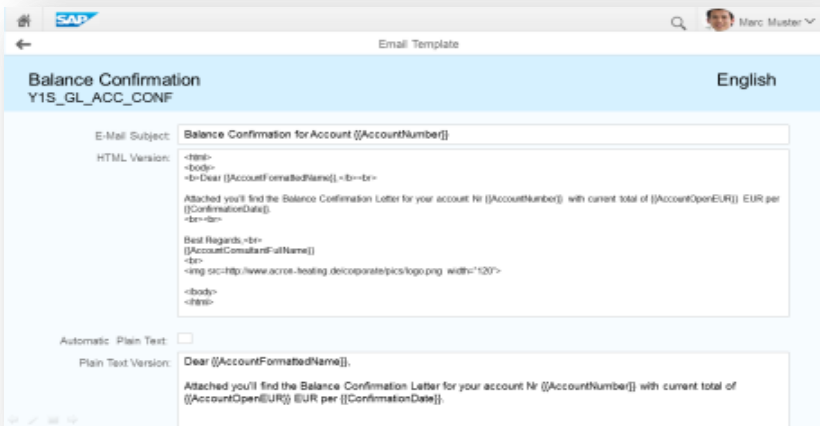 SAP
Marc Muster
Email Template
Balance Confirmation
English
Y1S_GL_ACC_CONF
E-Mail Subject:
Balance Confirmation for Account {{AccountNumber}}
HTML Version:
<html>
<body>
<b>Dear {{AccountFormattedName}},</b><br>
Attached you'll find the Balance Confirmation Letter for your account Nr {{AccountNumber}} with current total of {{AccountOpenEUR}} EUR per
{{ConfirmationDate}}.
<br><br>
Best Regards,<br>
{{AccountConsultantFullName}}
<br>
<img src=http://www.acron-heating.de/corporate/pics/logo.png width="120">
</body>
</html>
Automatic Plain Text:
Plain Text Version:
Dear {{AccountFormattedName}},
Attached you'll find the Balance Confirmation Letter for your account Nr {{AccountNumber}} with current total of
{{AccountOpenEUR}} EUR per {{ConfirmationDate}}.